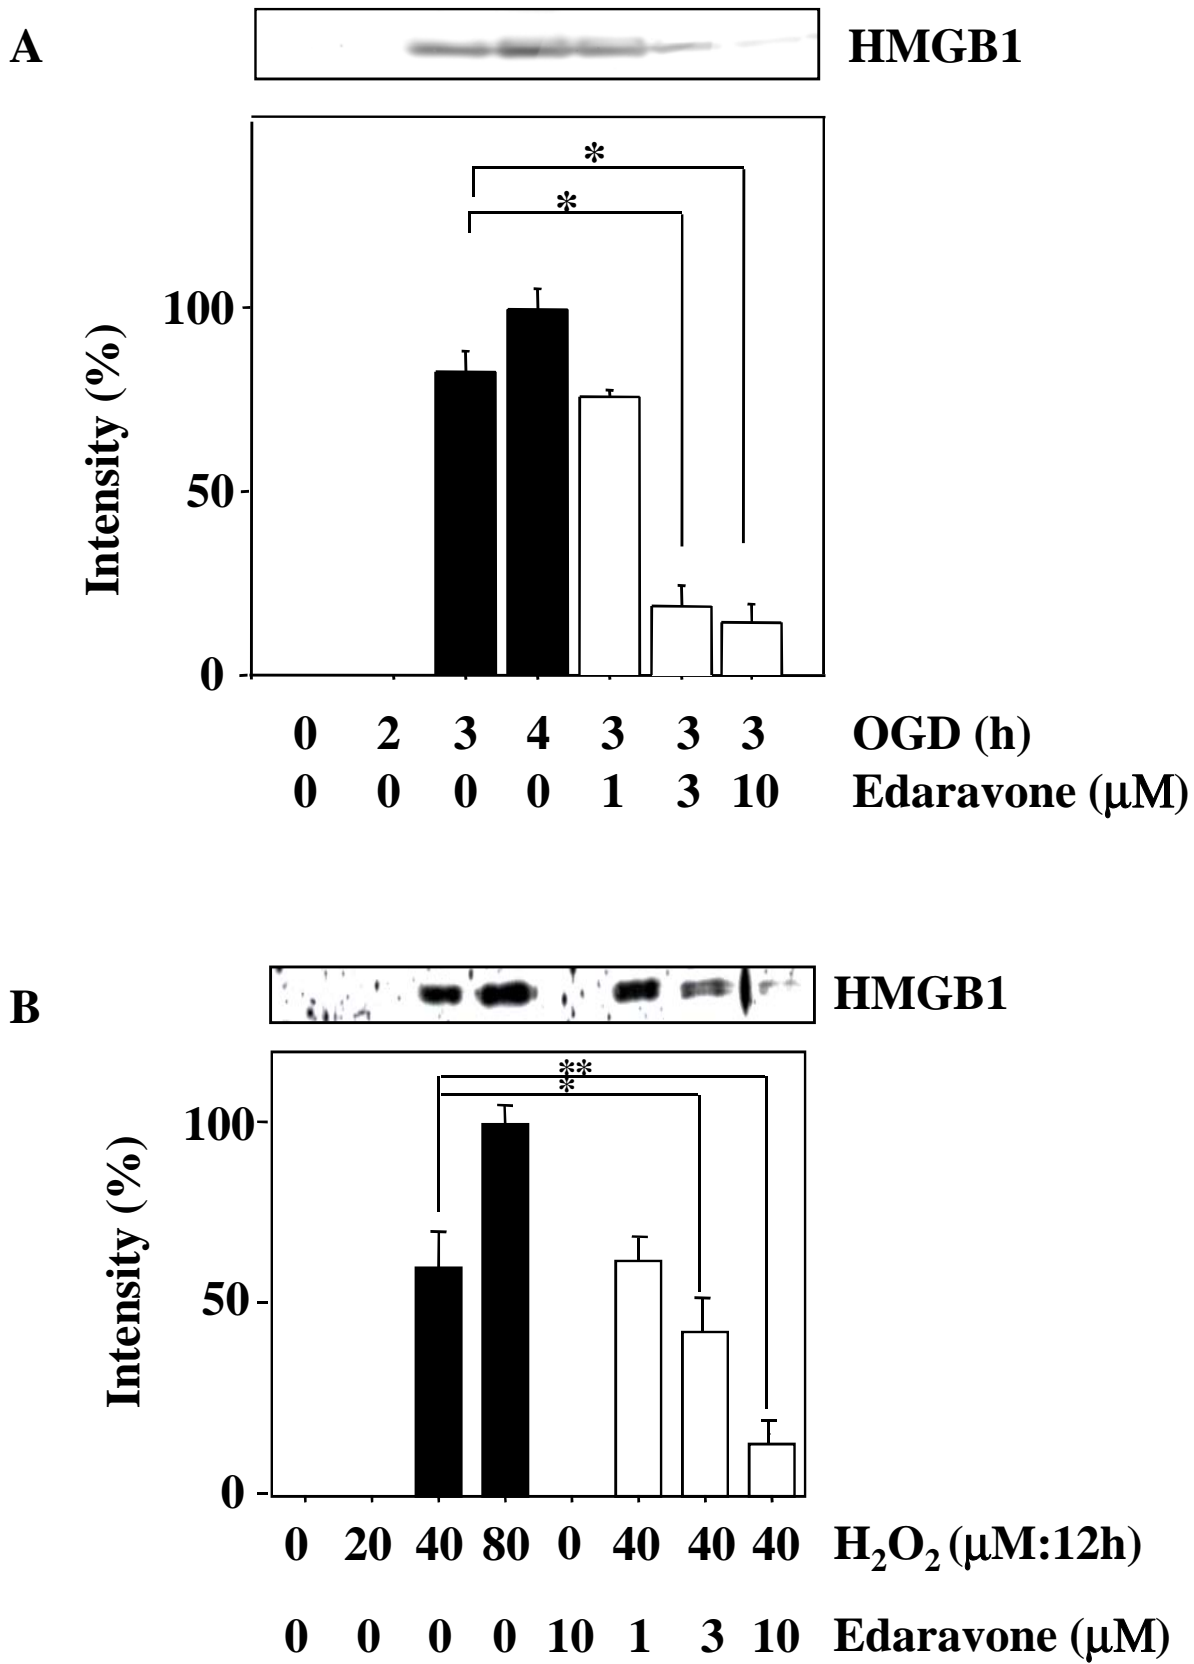 A HMGB1
*
*
100
50
0
Intensity (%)
0 2 3 4 3 3 3 OGD (h)
0 0 0 0 1 3 10 Edaravone (μM)
B HMGB1
**
*
100
50
0
Intensity (%)
0 20 40 80 0 40 40 40 H₂O₂ (μM:12h)
0 0 0 0 10 1 3 10 Edaravone (μM)